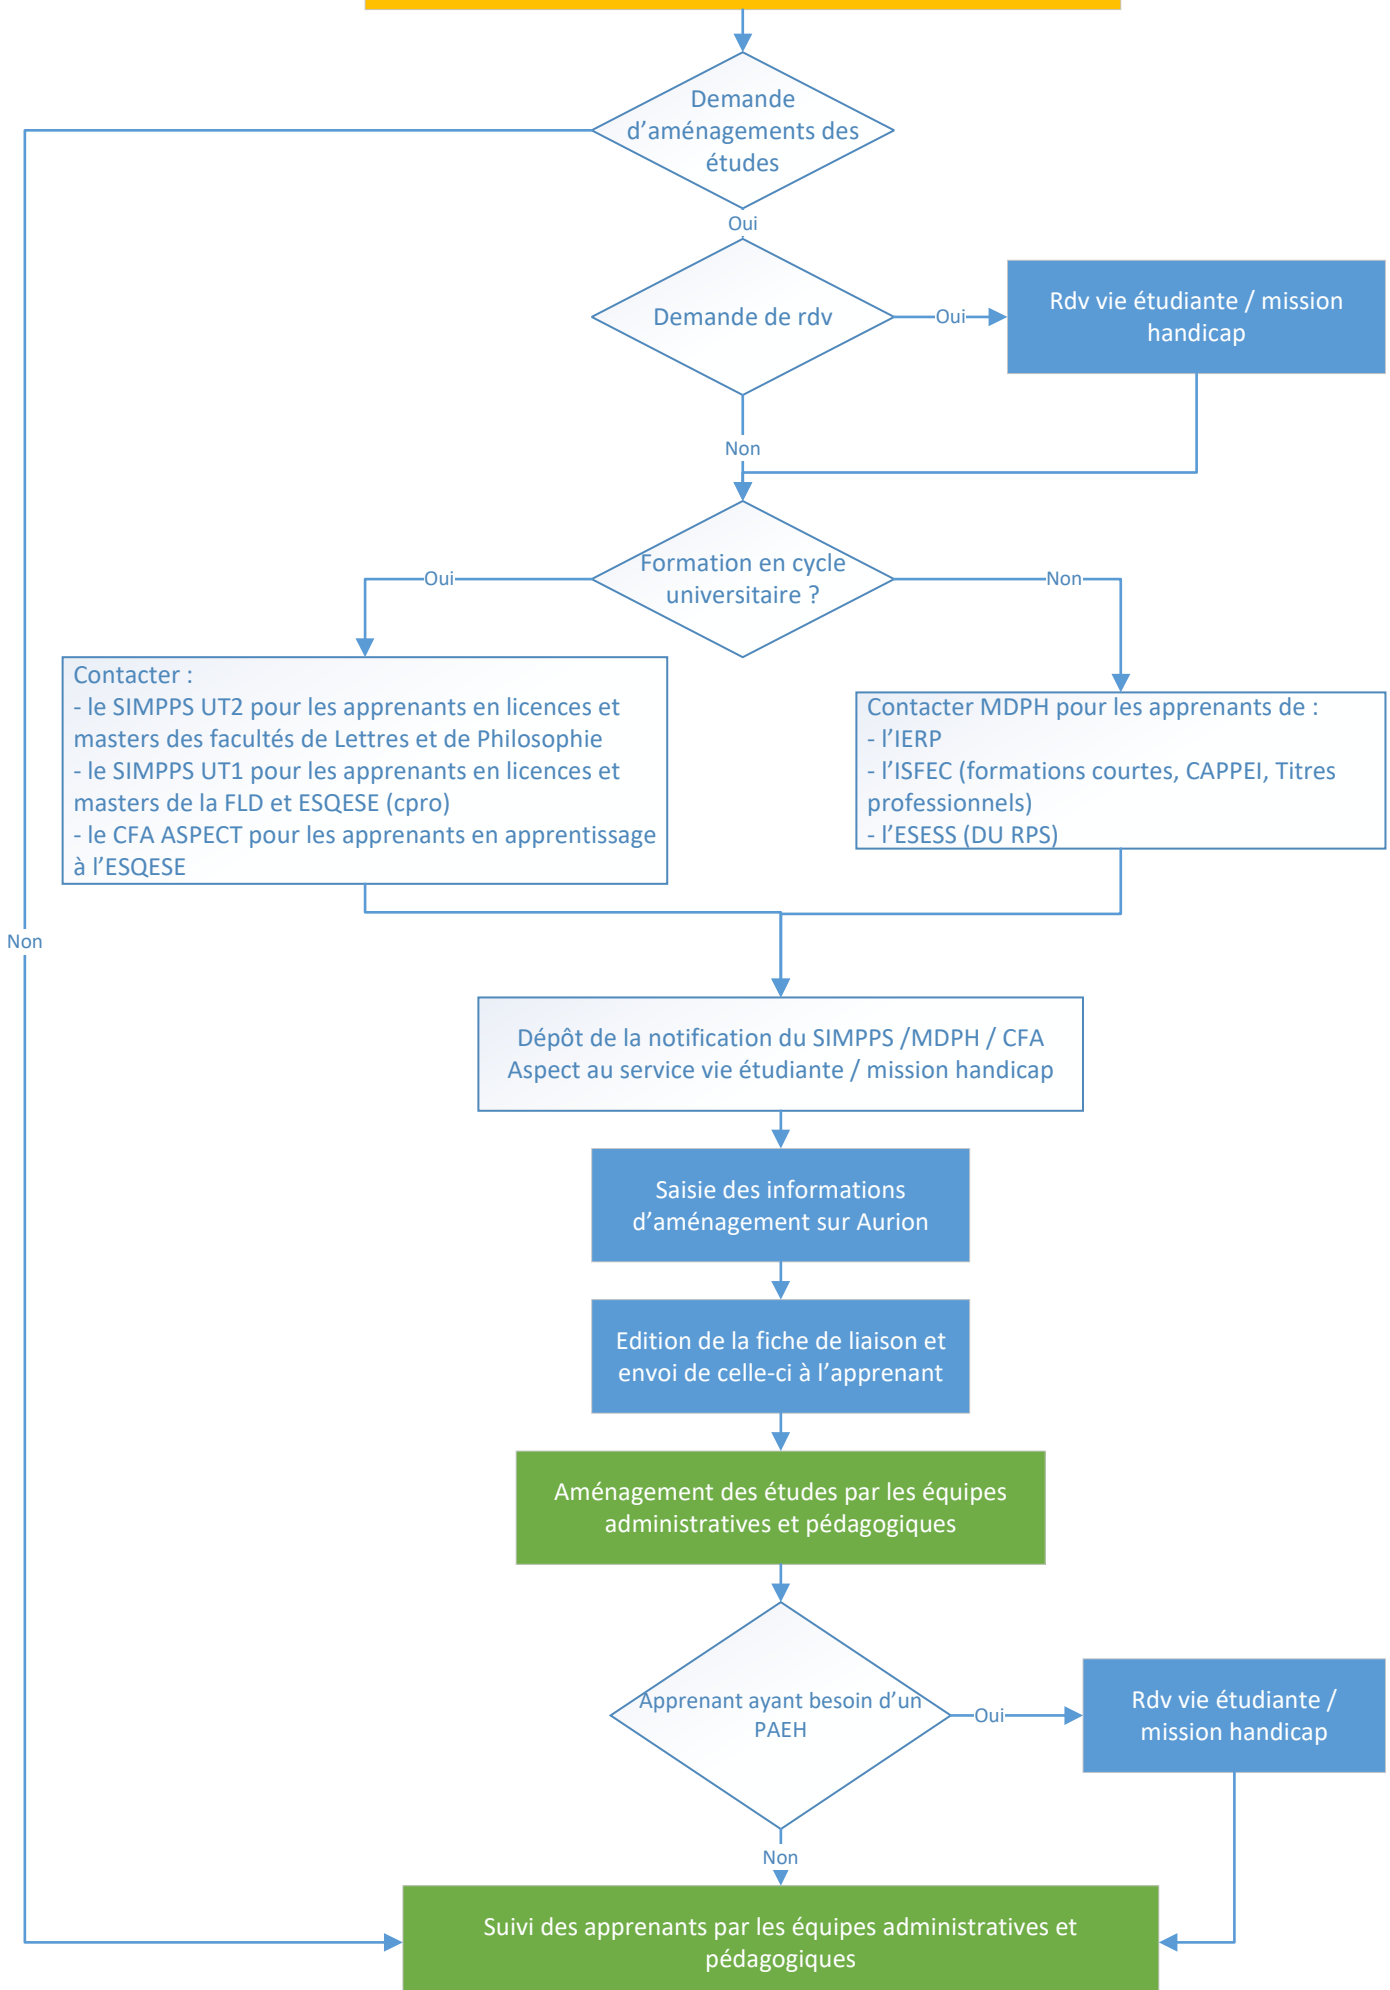 Demande
d’aménagements des
études
Oui
Demande de rdv
Oui
Rdv vie étudiante / mission
handicap
Non
Formation en cycle
universitaire ?
Oui
Non
Contacter :
- le SIMPPS UT2 pour les apprenants en licences et
masters des facultés de Lettres et de Philosophie
- le SIMPPS UT1 pour les apprenants en licences et
masters de la FLD et ESQESE (cpro)
- le CFA ASPECT pour les apprenants en apprentissage
à l’ESQESE
Contacter MDPH pour les apprenants de :
- l’IERP
- l’ISFEC (formations courtes, CAPPEI, Titres
professionnels)
- l’ESESS (DU RPS)
Non
Dépôt de la notification du SIMPPS /MDPH / CFA
Aspect au service vie étudiante / mission handicap
Saisie des informations
d’aménagement sur Aurion
Edition de la fiche de liaison et
envoi de celle-ci à l’apprenant
Aménagement des études par les équipes
administratives et pédagogiques
Apprenant ayant besoin d’un
PAEH
Oui
Rdv vie étudiante /
mission handicap
Non
Suivi des apprenants par les équipes administratives et
pédagogiques